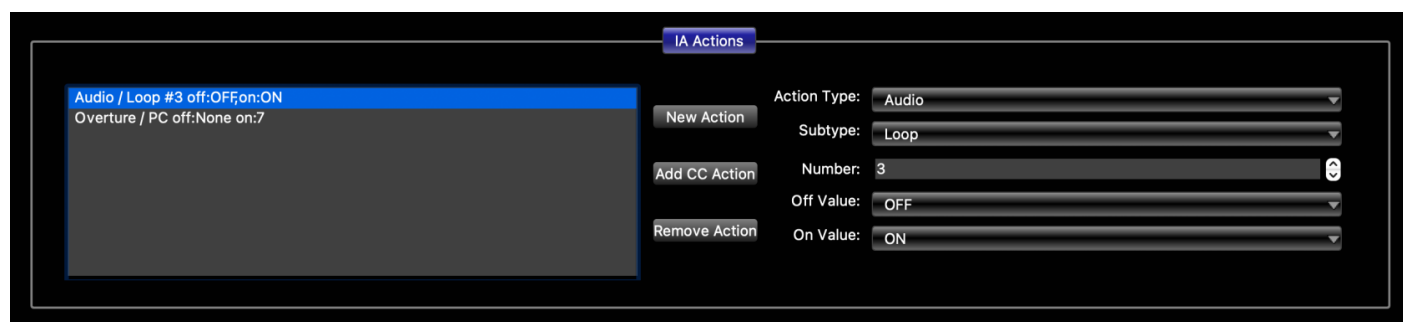 IA Actions
Audio / Loop #3 off:OFF,on:ON
Overture / PC off:None on:7
New Action
Add CC Action
Remove Action
Action Type: Audio
Subtype: Loop
Number: 3
Off Value: OFF
On Value: ON